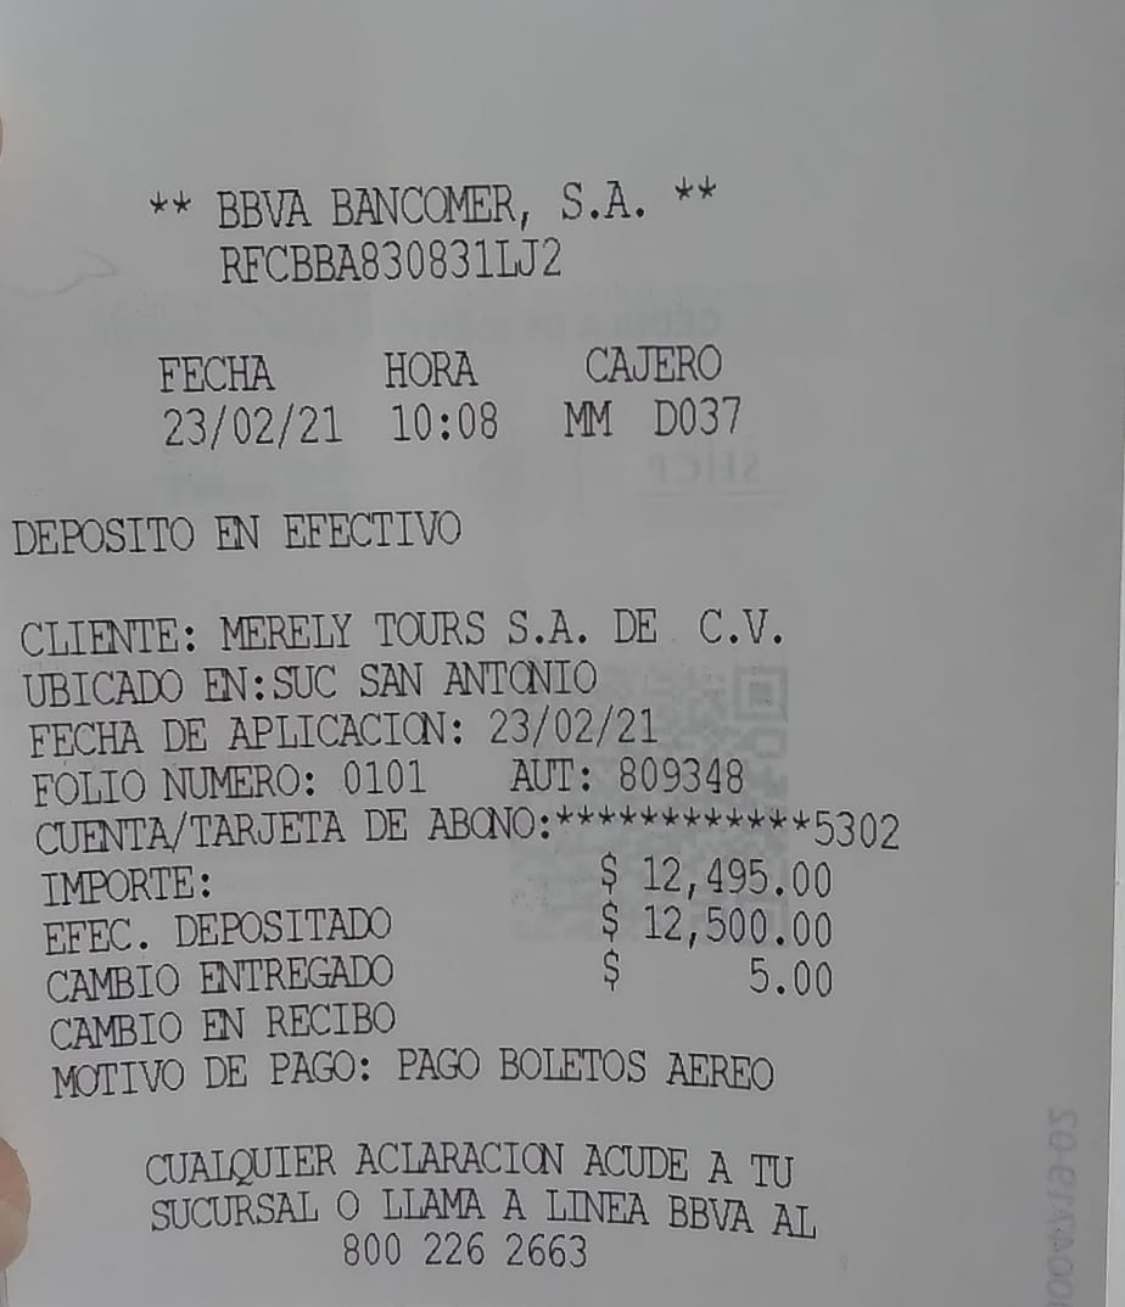 ** BBVA BANCOMER, S.A. **
RFCBBA830831LJ2
FECHA HORA CAJERO
23/02/21 10:08 MM D037
DEPOSITO EN EFECTIVO
CLIENTE: MERELY TOURS S.A. DE C.V.
UBICADO EN:SUC SAN ANTONIO
FECHA DE APLICACION: 23/02/21
FOLIO NUMERO: 0101 AUT: 809348
CUENTA/TARJETA DE ABONO:************5302
IMPORTE: $ 12,495.00
EFEC. DEPOSITADO $ 12,500.00
CAMBIO ENTREGADO $ 5.00
CAMBIO EN RECIBO
MOTIVO DE PAGO: PAGO BOLETOS AEREO
CUALQUIER ACLARACION ACUDE A TU
SUCURSAL O LLAMA A LINEA BBVA AL
800 226 2663
SHCP